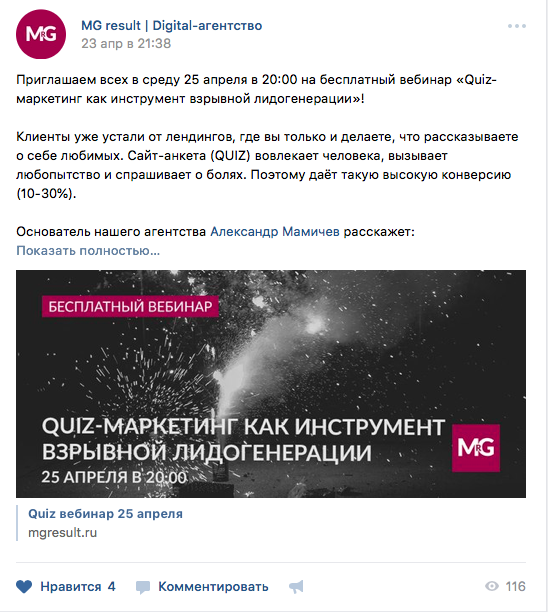 MRG
MG result | Digital-агентство
23 апр в 21:38
Приглашаем всех в среду 25 апреля в 20:00 на бесплатный вебинар «Quiz-
маркетинг как инструмент взрывной лидогенерации»!
Клиенты уже устали от лендингов, где вы только и делаете, что рассказываете
о себе любимых. Сайт-анкета (QUIZ) вовлекает человека, вызывает
любопытство и спрашивает о болях. Поэтому даёт такую высокую конверсию
(10-30%).
Основатель нашего агентства Александр Мамичев расскажет:
Показать полностью...
БЕСПЛАТНЫЙ ВЕБИНАР
QUIZ-МАРКЕТИНГ КАК ИНСТРУМЕНТ
ВЗРЫВНОЙ ЛИДОГЕНЕРАЦИИ
25 АПРЕЛЯ В 20:00
MRG
Quiz вебинар 25 апреля
mgresult.ru
Нравится 4
Комментировать
116